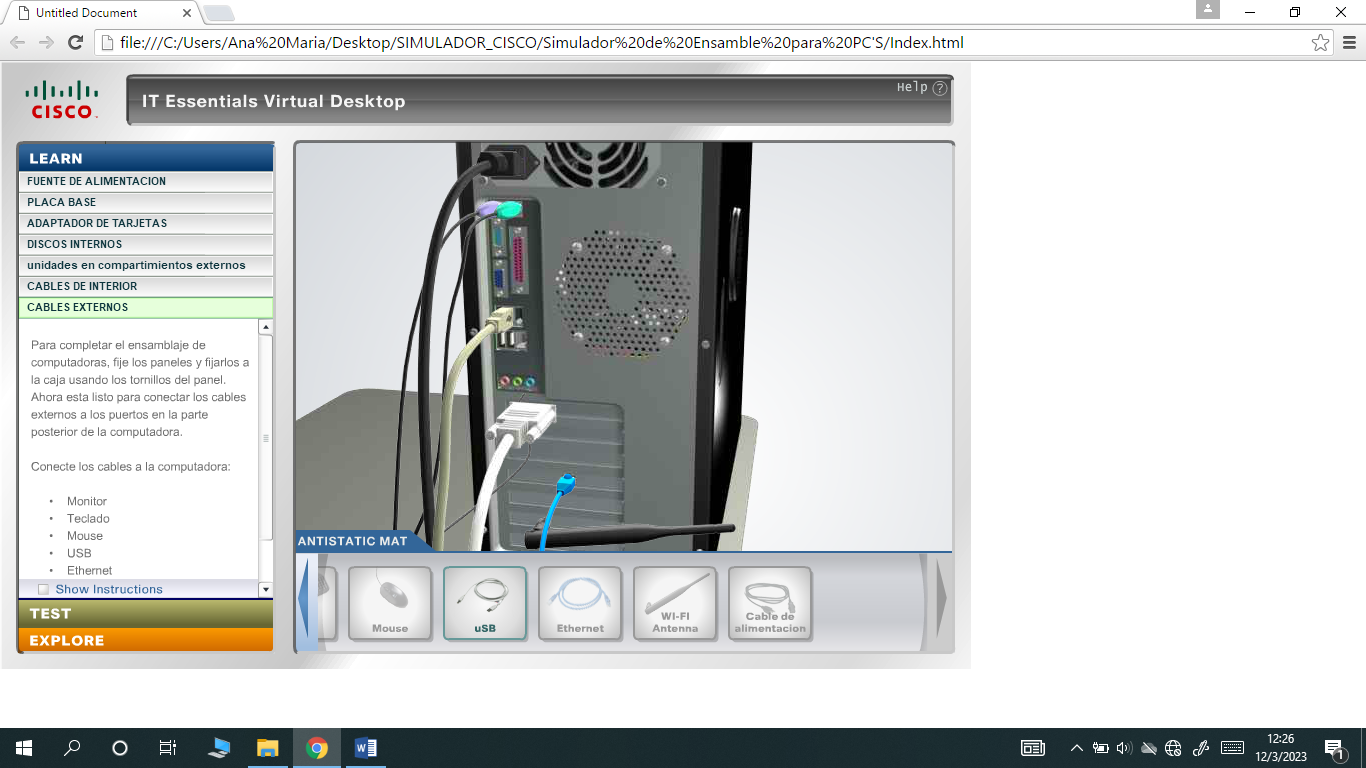 Untitled Document
file:///C:/Users/Ana%20Maria/Desktop/SIMULADOR_CISCO/Simulador%20de%20Ensamble%20para%20PC'S/Index.html
CISCO
IT Essentials Virtual Desktop
Help ?
LEARN
FUENTE DE ALIMENTACION
PLACA BASE
ADAPTADOR DE TARJETAS
DISCOS INTERNOS
unidades en compartimientos externos
CABLES DE INTERIOR
CABLES EXTERNOS
Para completar el ensamblaje de
computadoras, fije los paneles y fijarlos a
la caja usando los tornillos del panel.
Ahora esta listo para conectar los cables
externos a los puertos en la parte
posterior de la computadora.
Conecte los cables a la computadora:
• Monitor
• Teclado
• Mouse
• USB
• Ethernet
Show Instructions
TEST
EXPLORE
ANTISTATIC MAT
Mouse
uSB
Ethernet
WI-FI
Antenna
Cable de
alimentacion
12:26
12/3/2023
1